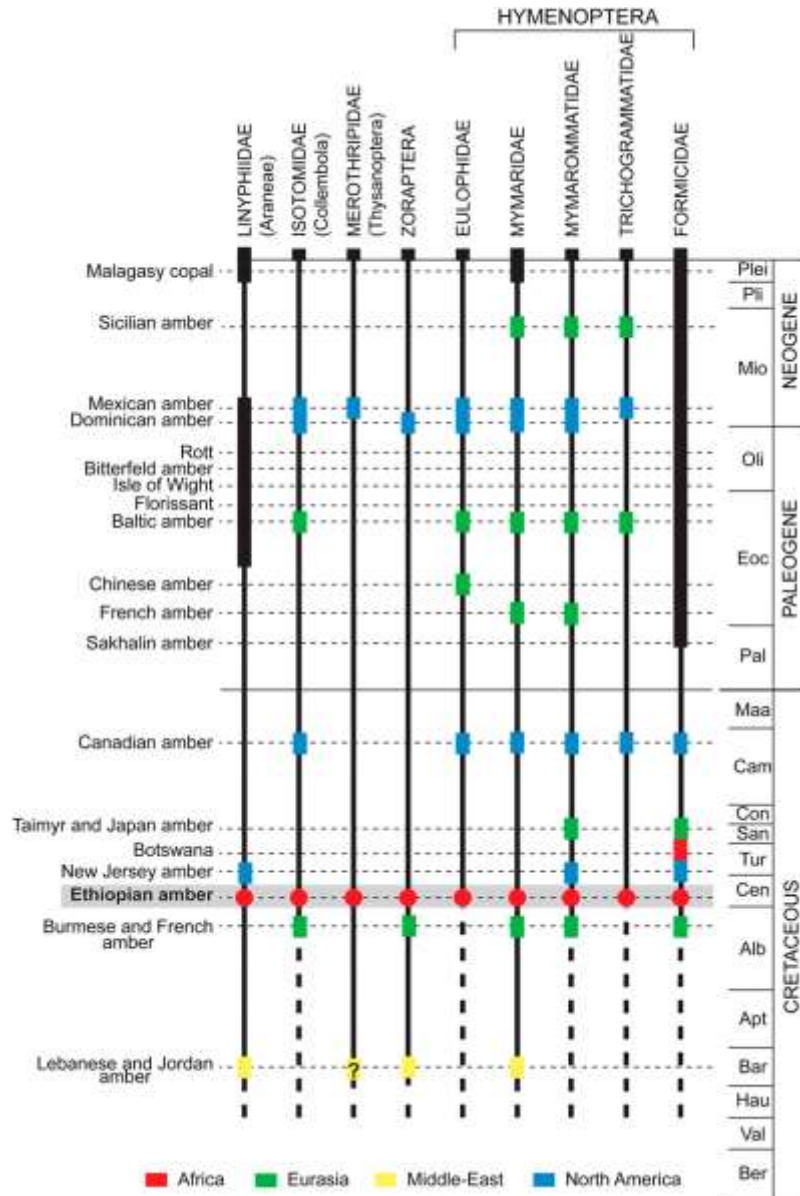 HYMENOPTERA
LINYPHIIDAE
(Araneae)
ISOTOMIDAE
(Collembola)
MEROTHRIPIDAE
(Thysanoptera)
ZORAPTERA
EULOPHIDAE
MYMARIDAE
MYMAROMMATIDAE
TRICHOGRAMMATIDAE
FORMICIDAE
Malagasy copal
Sicilian amber
Mexican amber
Dominican amber
Rott
Bitterfeld amber
Isle of Wight
Florissant
Baltic amber
Chinese amber
French amber
Sakhalin amber
Canadian amber
Taimyr and Japan amber
Botswana
New Jersey amber
Ethiopian amber
Burmese and French
amber
Lebanese and Jordan
amber
?
Plei
Pli
Mio
Oli
Eoc
Pal
Maa
Cam
Con
San
Tur
Cen
Alb
Apt
Bar
Hau
Val
Ber
NEOGENE
PALEOGENE
CRETACEOUS
Africa
Eurasia
Middle-East
North America